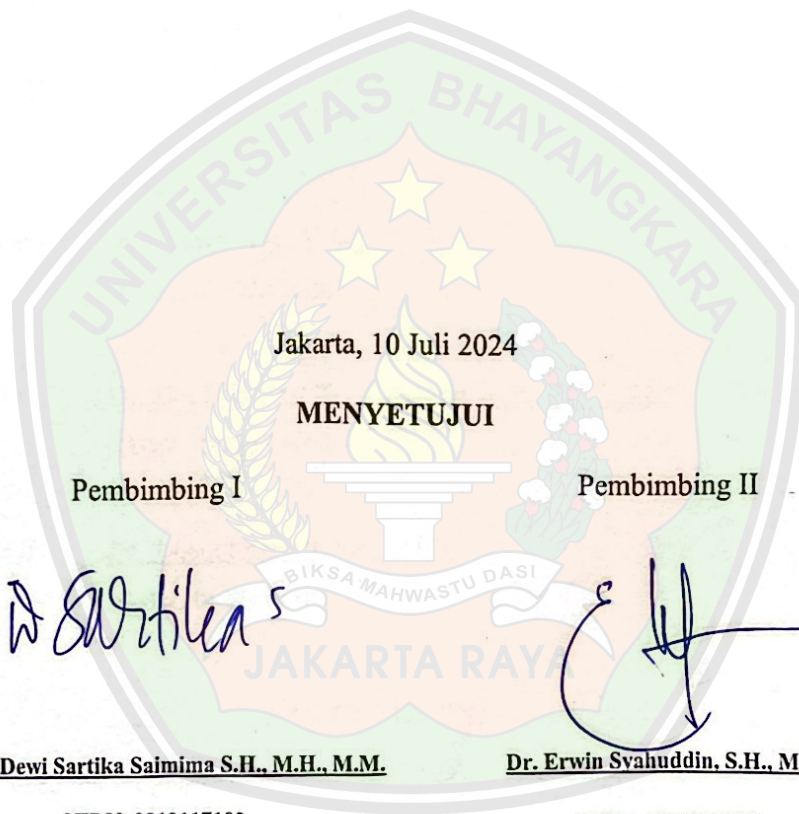 UNIVERSITAS BHAYANGKARA
Jakarta, 10 Juli 2024
MENYETUJUI
Pembimbing I Pembimbing II
BIKSA MAHWASTU DASI
D Sartika S
JAKARTA RAYA
Dewi Sartika Saimima S.H., M.H., M.M. Dr. Erwin Syahuddin, S.H., M